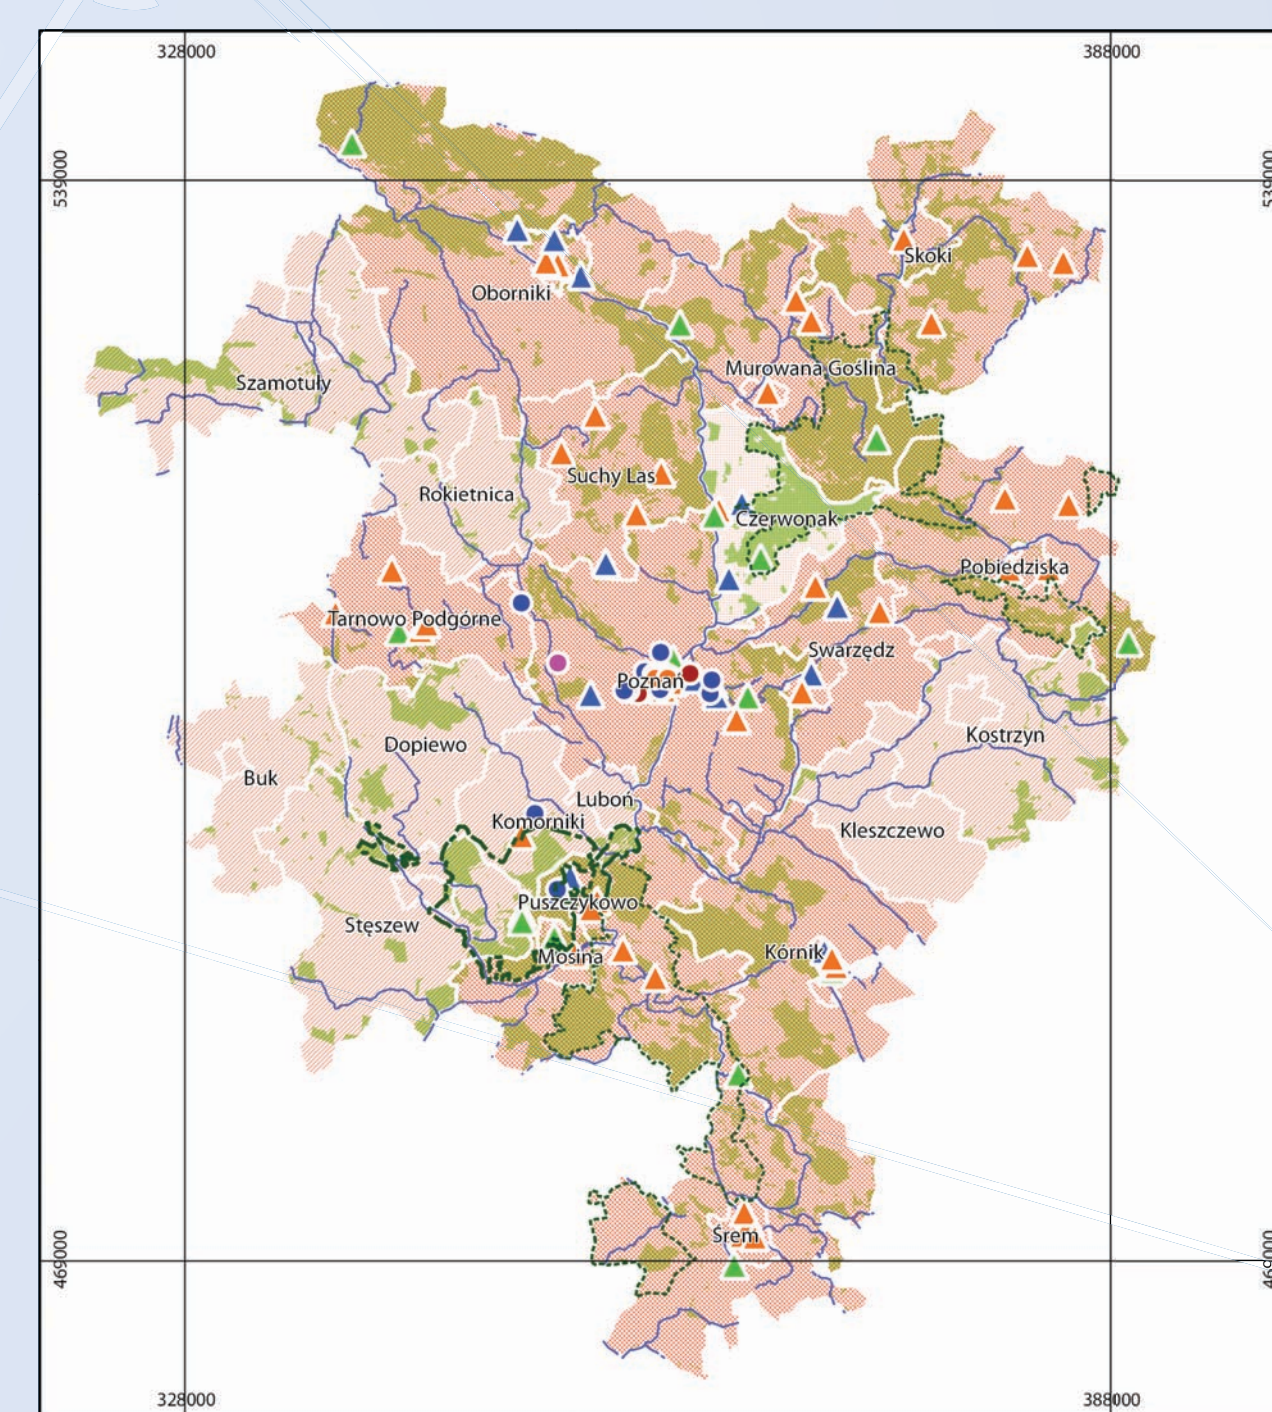 328000
388000
539000
539000
Skoki
Oborniki
Murowana Goślina
Szamotuły
Suchy Las
Rokietnica
Czerwonak
Pobiedziska
Tarnowo Podgórne
Swarzędz
Poznań
Kostrzyn
Dopiewo
Buk
Luboń
Komorniki
Kleszczewo
Puszczykowo
Stęszew
Kórnik
Mosina
Śrem
469000
469000
328000
388000